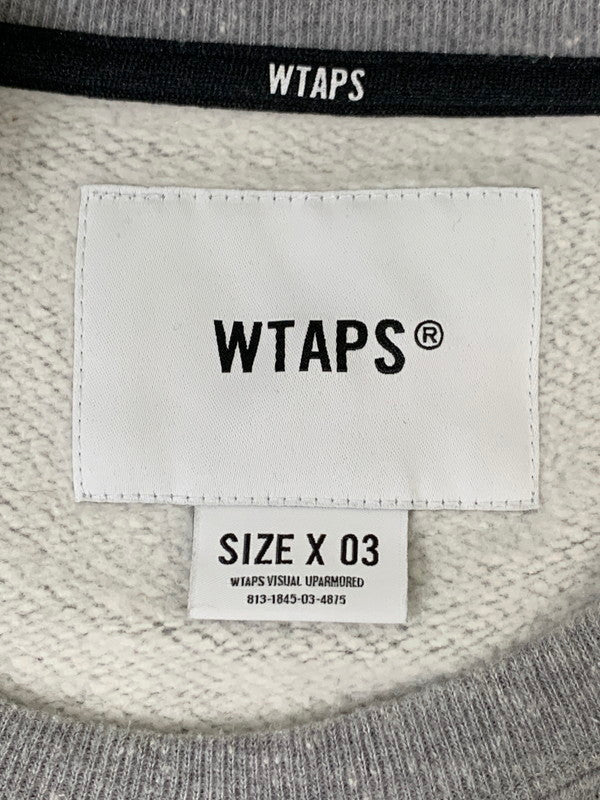 WTAPS
WTAPS®
SIZE X 03
WTAPS VISUAL UPARMORED
813-1845-03-4875